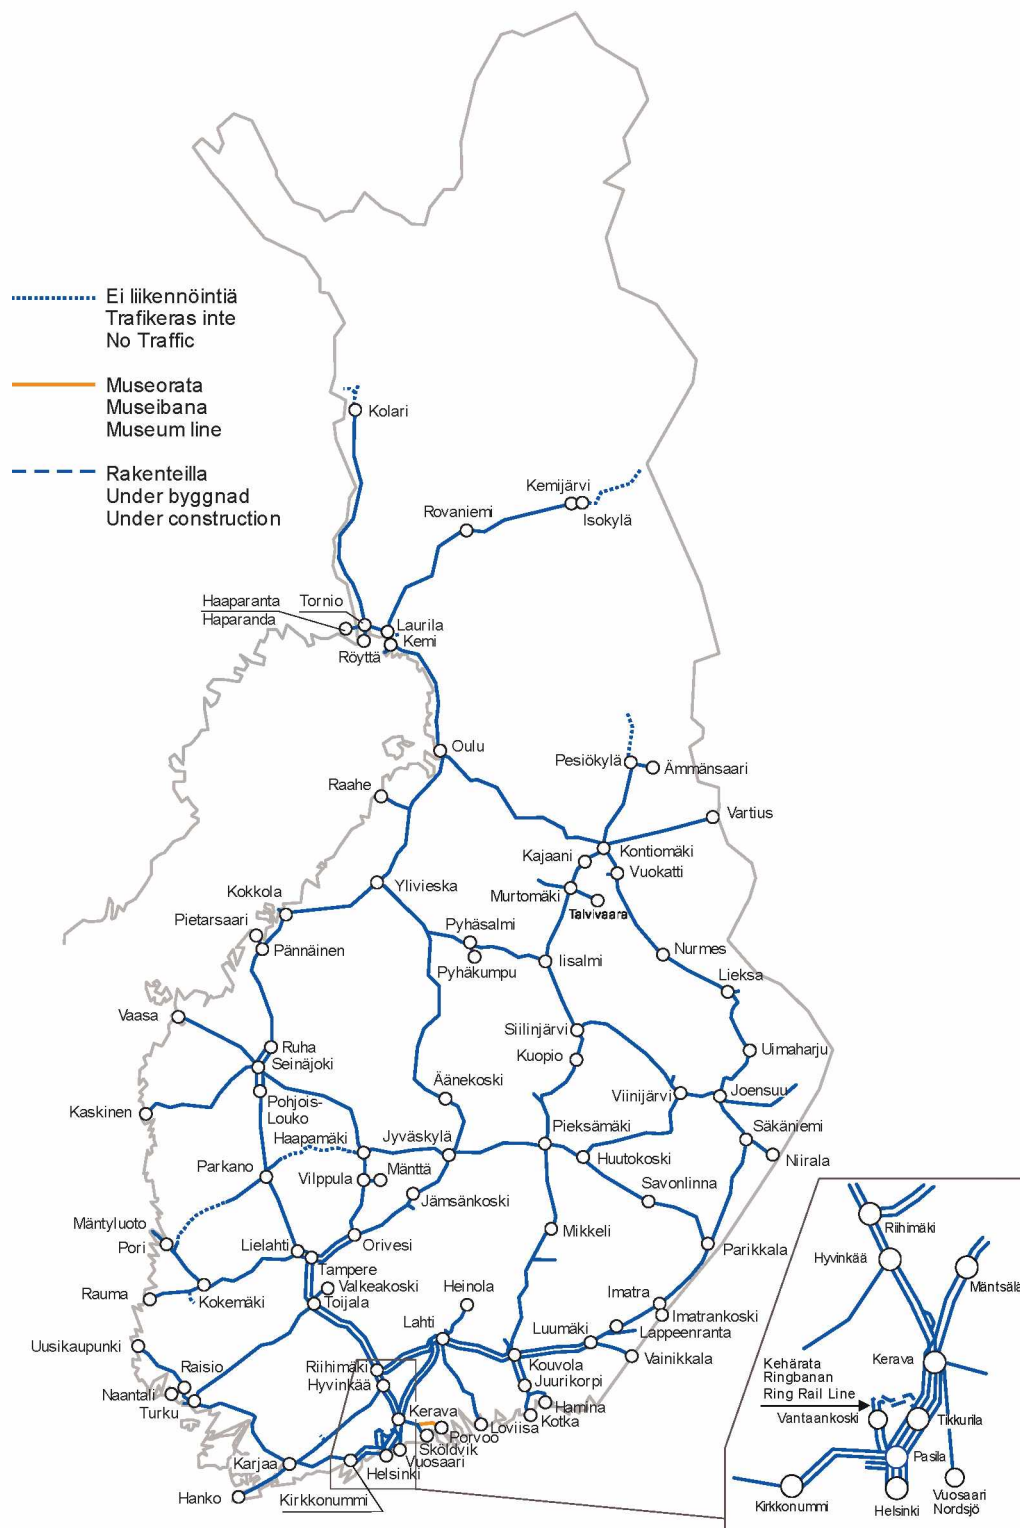 Ei liikennöintiä
Trafikeras inte
No Traffic
Museorata
Museibana
Museum line
Rakenteilla
Under byggnad
Under construction
Kolari
Kemijärvi
Isokylä
Rovaniemi
Haaparanta
Haparanda
Tornio
Laurila
Kemi
Röyttä
Oulu
Raahe
Pesiökylä
Ämmänsaari
Vartius
Kontiomäki
Kajaani
Vuokatti
Murtomäki
Talvivaara
Ylivieska
Kokkola
Pietarsaari
Pännäinen
Pyhäsalmi
Pyhäkumpu
Iisalmi
Nurmes
Lieksa
Vaasa
Ruha
Seinäjoki
Siilinjärvi
Kuopio
Uimaharju
Kaskinen
Pohjois-
Louko
Äänekoski
Viinijärvi
Joensuu
Haapamäki
Jyväskylä
Pieksämäki
Säkäniemi
Niirala
Parkano
Vilppula
Mänttä
Huutokoski
Jämsänkoski
Savonlinna
Mäntyluoto
Pori
Lielahti
Orivesi
Mikkeli
Parikkala
Tampere
Valkeakoski
Rauma
Kokemäki
Toijala
Heinola
Imatra
Imatrankoski
Uusikaupunki
Lahti
Luumäki
Lappeenranta
Vainikkala
Raisio
Naantali
Turku
Riihimäki
Hyvinkää
Kouvola
Juurikorpi
Hamina
Kotka
Kerava
Porvoo
Loviisa
Sköldvik
Vuosaari
Karjaa
Helsinki
Hanko
Kirkkonummi
Riihimäki
Hyvinkää
Mäntsälä
Kerava
Kehärata
Ringbanan
Ring Rail Line
Vantaankoski
Tikkurila
Pasila
Kirkkonummi
Helsinki
Vuosaari
Nordsjö